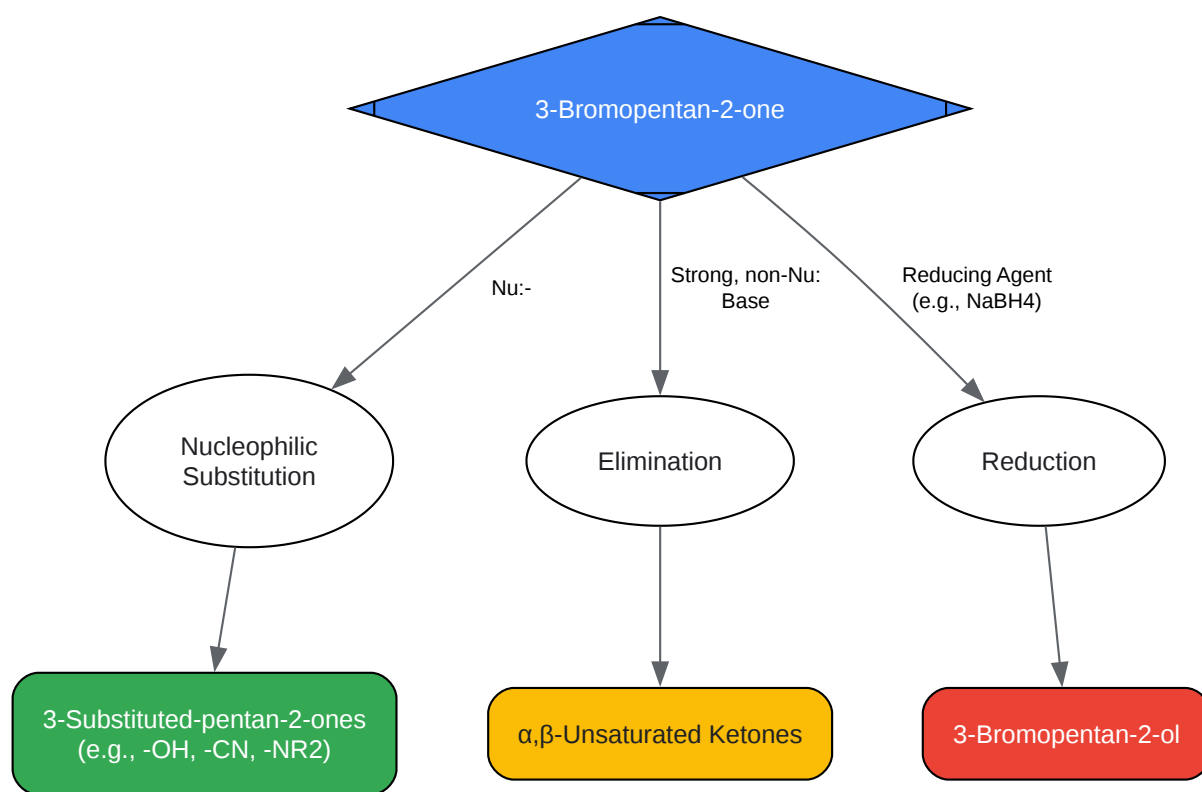 3-Bromopentan-2-one
Nu:-
Strong, non-Nu:
Base
Reducing Agent
(e.g., NaBH4)
Nucleophilic
Substitution
Elimination
Reduction
3-Substituted-pentan-2-ones
(e.g., -OH, -CN, -NR2)
α,β-Unsaturated Ketones
3-Bromopentan-2-ol